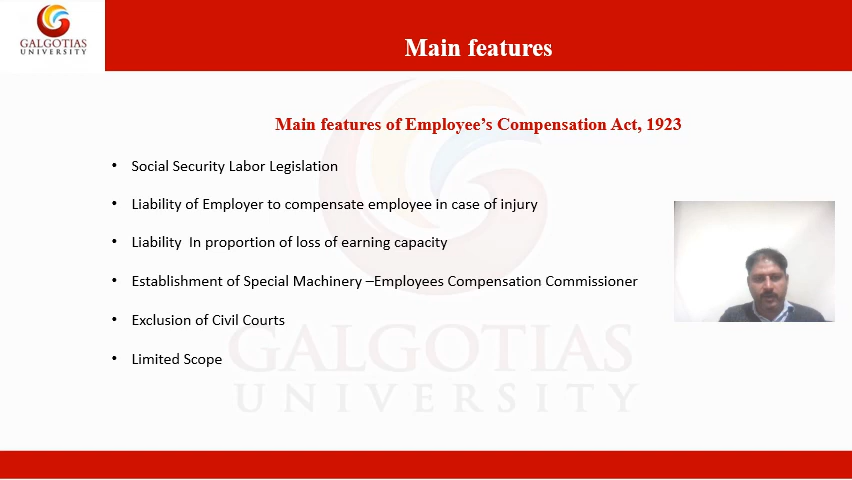 GALGOTIAS
UNIVERSITY
Main features
Main features of Employee’s Compensation Act, 1923
• Social Security Labor Legislation
• Liability of Employer to compensate employee in case of injury
• Liability  In proportion of loss of earning capacity
• Establishment of Special Machinery –Employees Compensation Commissioner
• Exclusion of Civil Courts
• Limited Scope
GALGOTIAS
UNIVERSITY